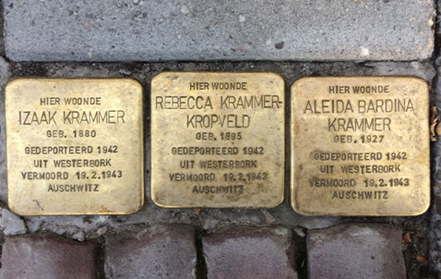 HIER WOONDE
IZAAK KRAMMER
GEB. 1880
GEDEPORTEERD 1942
UIT WESTERBORK
VERMOORD 19.2.1943
AUSCHWITZ
HIER WOONDE
REBECCA KRAMMER-
KROPVELD
GEB. 1895
GEDEPORTEERD 1942
UIT WESTERBORK
VERMOORD 19.2.1943
AUSCHWITZ
HIER WOONDE
ALEIDA BARDINA
KRAMMER
GEB. 1927
GEDEPORTEERD 1942
UIT WESTERBORK
VERMOORD 19.2.1943
AUSCHWITZ